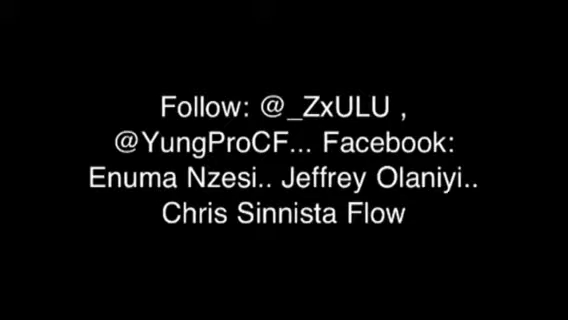 Follow: @_ZxULU ,
@YungProCF... Facebook:
Enuma Nzesi.. Jeffrey Olaniyi..
Chris Sinnista Flow